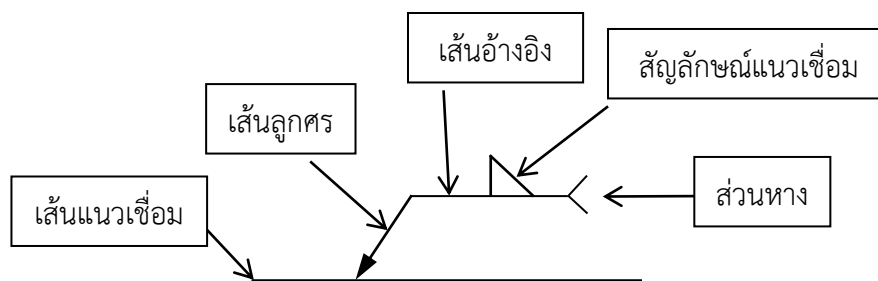 เส้นอ้างอิง
สัญลักษณ์แนวเชื่อม
เส้นลูกศร
ส่วนหาง
เส้นแนวเชื่อม